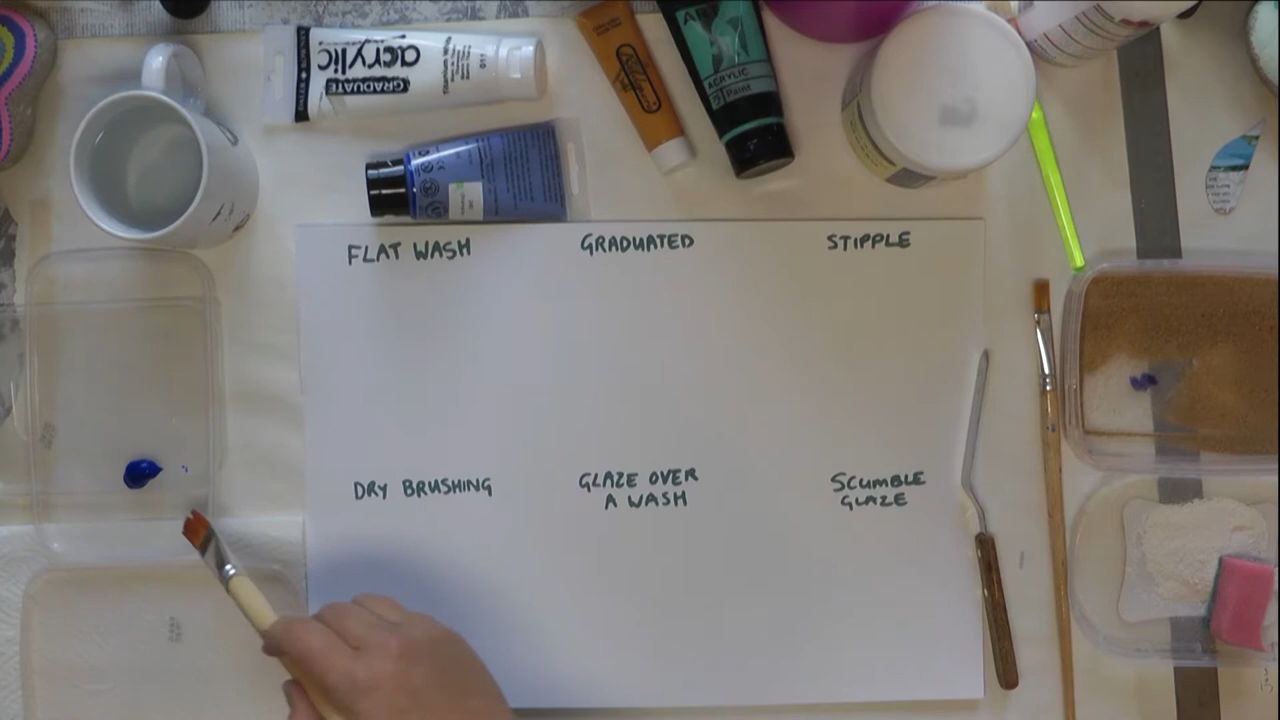 GRADUATE
acrylic
ACRYLIC
Paint
FLAT WASH
GRADUATED
STIPPLE
DRY BRUSHING
GLAZE OVER
A WASH
SCUMBLE
GLAZE